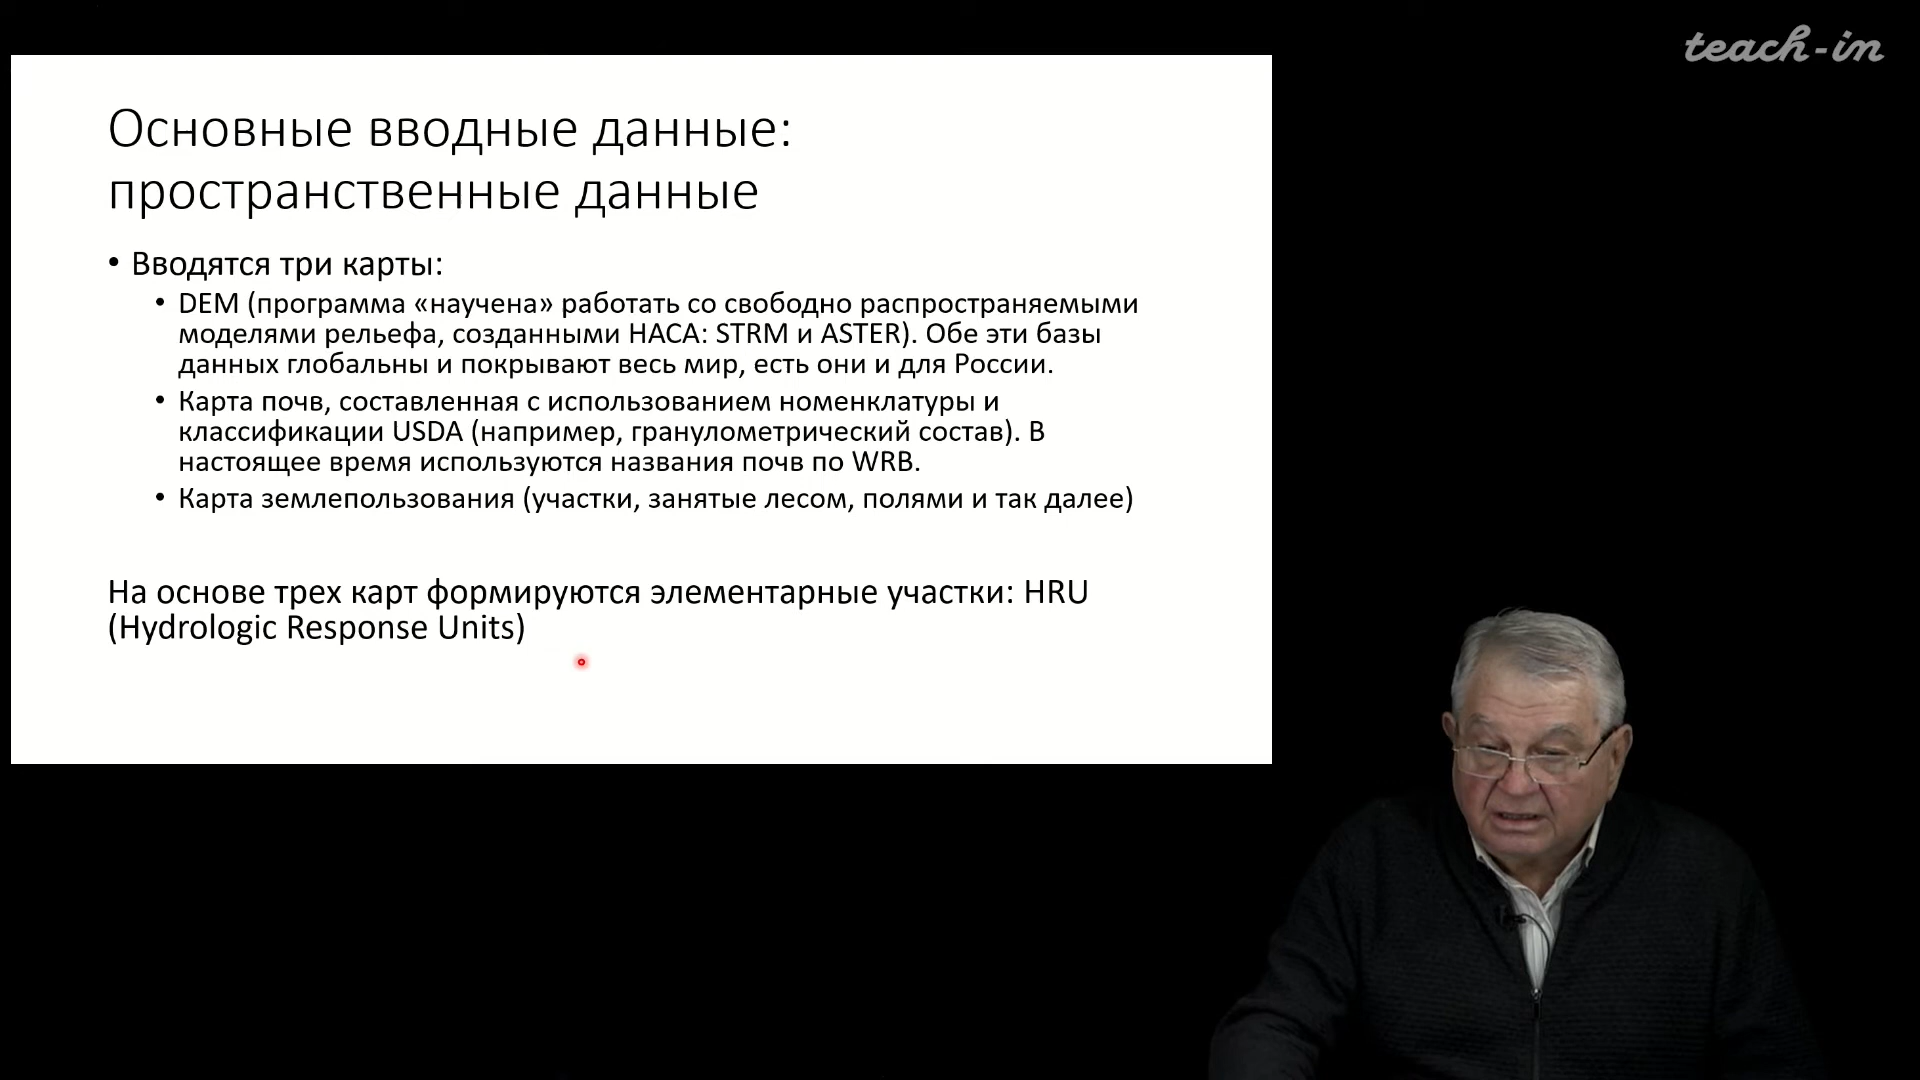 teach-in
Основные вводные данные:
пространственные данные
• Вводятся три карты:
• DEM (программа «научена» работать со свободно распространяемыми
моделями рельефа, созданными НАСА: STRM и ASTER). Обе эти базы
данных глобальны и покрывают весь мир, есть они и для России.
• Карта почв, составленная с использованием номенклатуры и
классификации USDA (например, гранулометрический состав). В
настоящее время используются названия почв по WRB.
• Карта землепользования (участки, занятые лесом, полями и так далее)
На основе трех карт формируются элементарные участки: HRU
(Hydrologic Response Units)